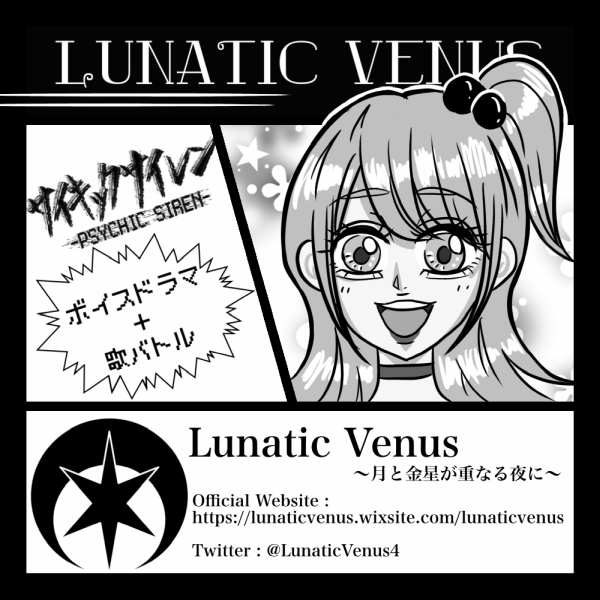 LUNATIC VENUS
サイキックサイレン
-PSYCHIC SIREN-
ボイスドラマ
+
歌バトル
Lunatic Venus
～月と金星が重なる夜に～
Official Website :
https://lunaticvenus.wixsite.com/lunaticvenus
Twitter : @LunaticVenus4